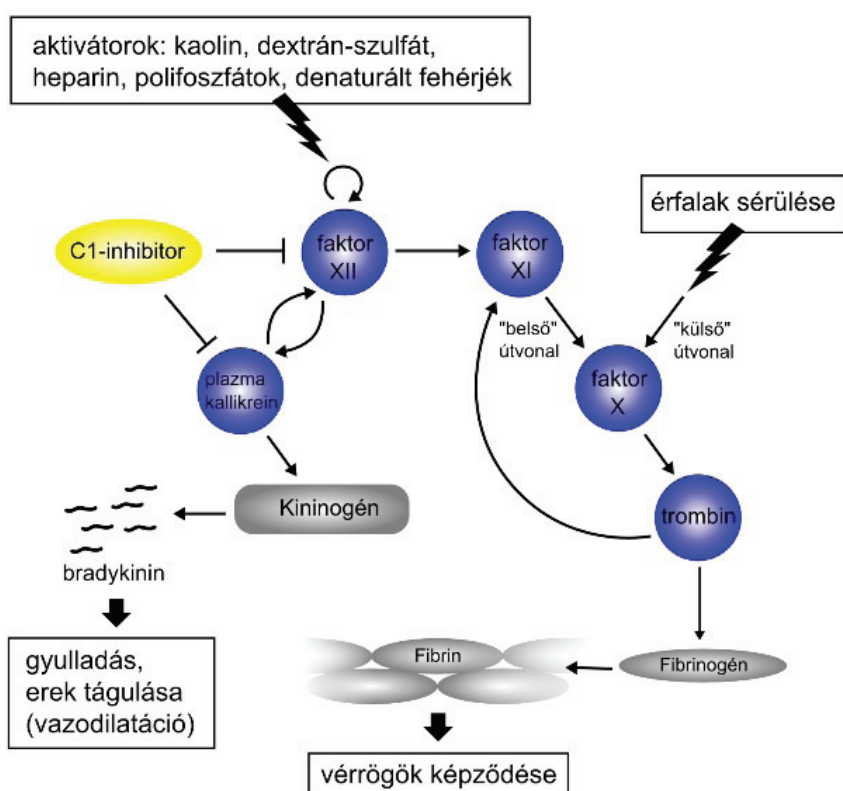 aktivátorok: kaolin, dextrán-szulfát,
heparin, polifoszfátok, denaturált fehérjék
érfalak sérülése
C1-inhibitor
faktor
XII
faktor
XI
"belső"
útvonal
"külső"
útvonal
plazma
kallikrein
faktor
X
Kininogén
trombin
bradykinin
gyulladás,
erek tágulása
(vazodilatáció)
Fibrin
Fibrinogén
vérrögök képződése